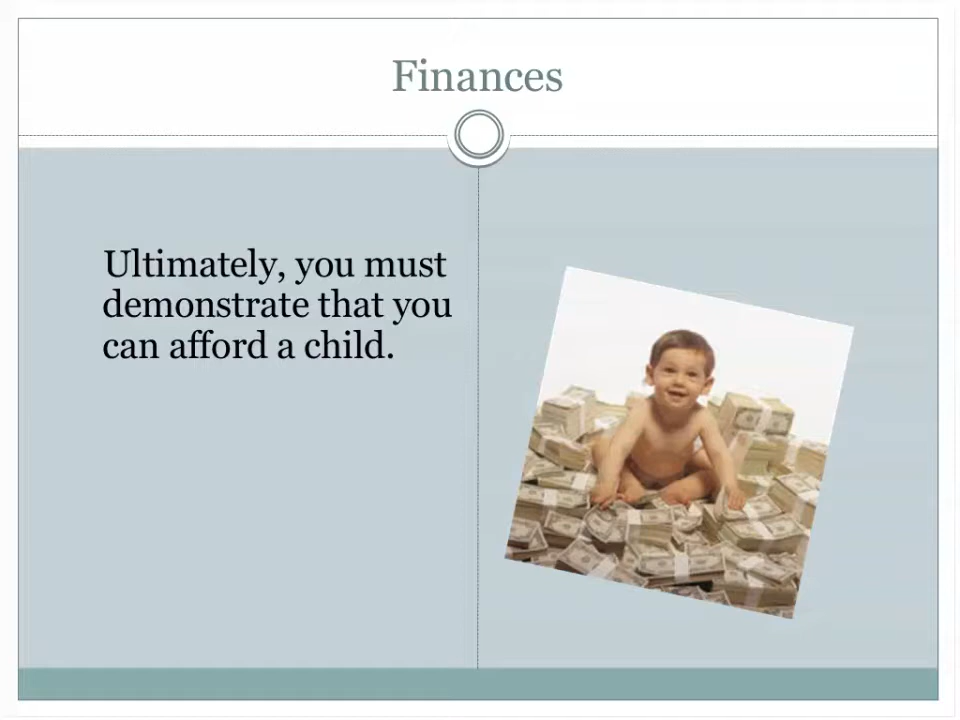 Finances
Ultimately, you must
demonstrate that you
can afford a child.